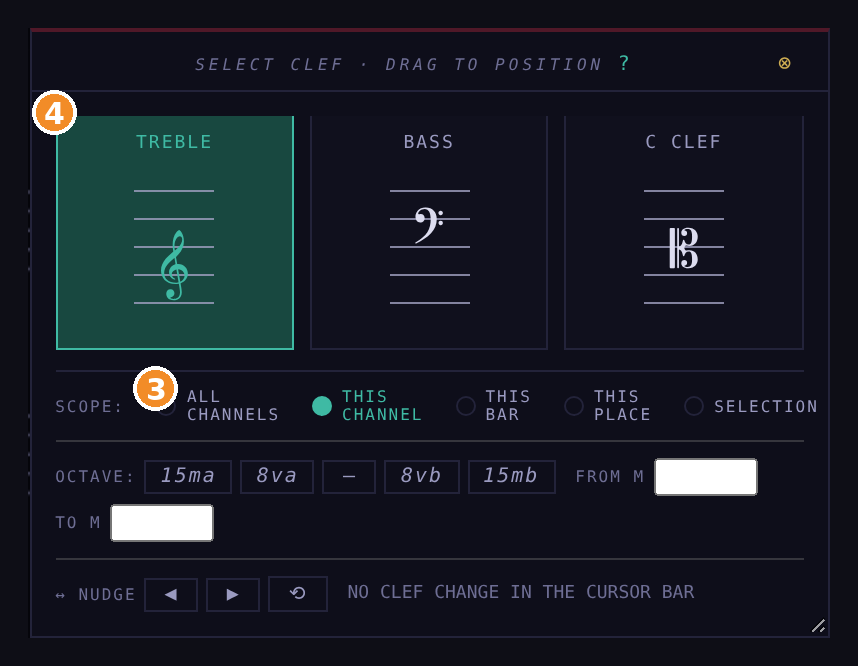 SELECT CLEF · DRAG TO POSITION ?
4
TREBLE BASS C CLEF
3
SCOPE: ALL CHANNELS THIS CHANNEL THIS BAR THIS PLACE SELECTION
OCTAVE: 15ma 8va — 8vb 15mb FROM M
TO M
↔ NUDGE ◀ ▶ ⟲ NO CLEF CHANGE IN THE CURSOR BAR